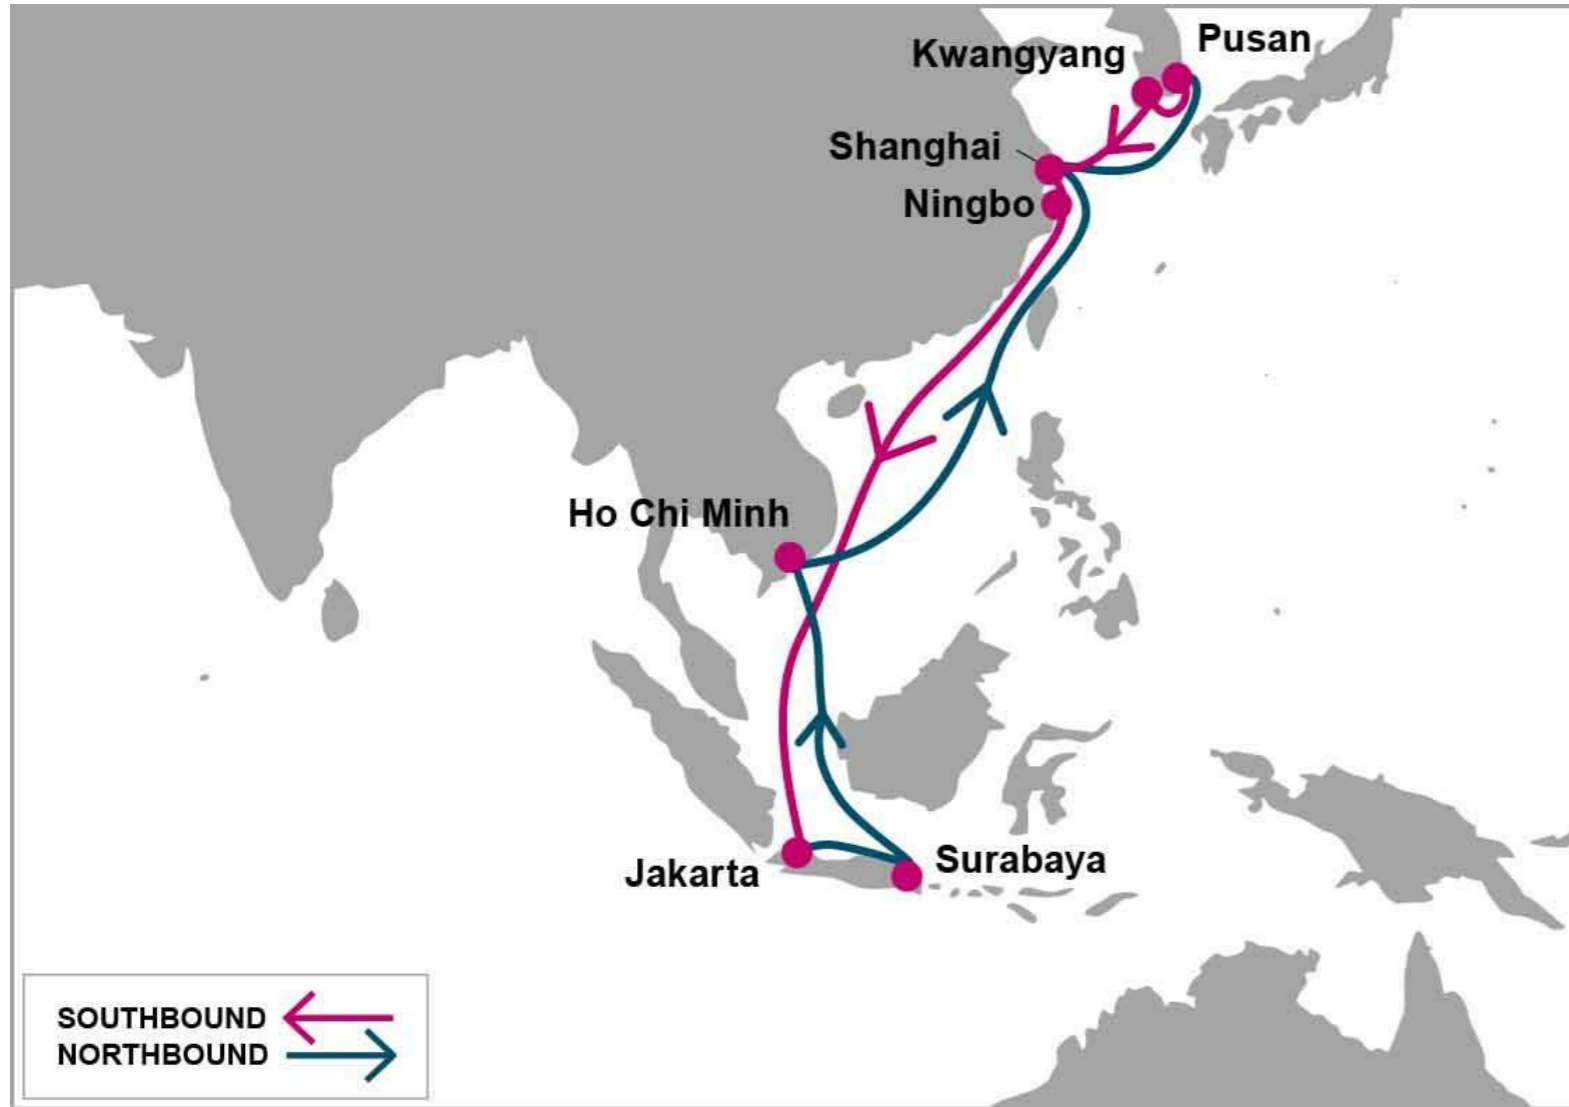 Pusan
Kwangyang
Shanghai
Ningbo
Ho Chi Minh
Surabaya
Jakarta
SOUTHBOUND
NORTHBOUND